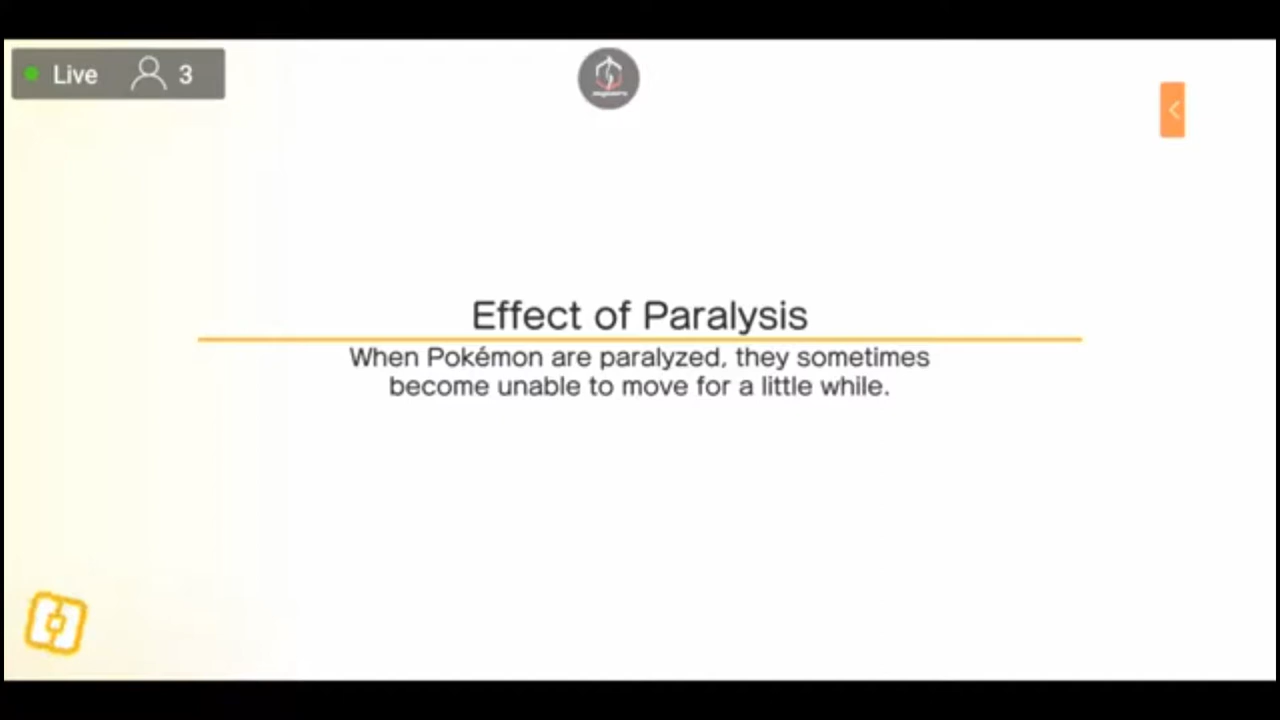 Live 3
Effect of Paralysis
When Pokémon are paralyzed, they sometimes
become unable to move for a little while.